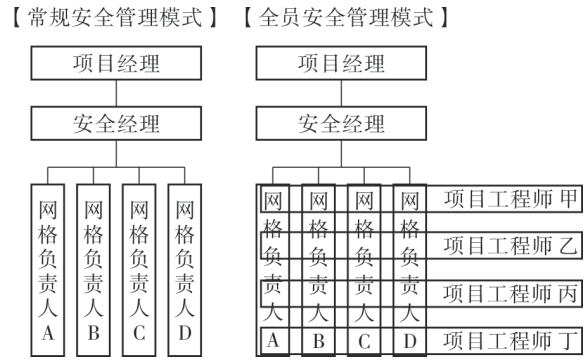 【常规安全管理模式】
项目经理
安全经理
网格负责人A
网格负责人B
网格负责人C
网格负责人D
【全员安全管理模式】
项目经理
安全经理
网格负责人A
网格负责人B
网格负责人C
网格负责人D
项目工程师甲
项目工程师乙
项目工程师丙
项目工程师丁